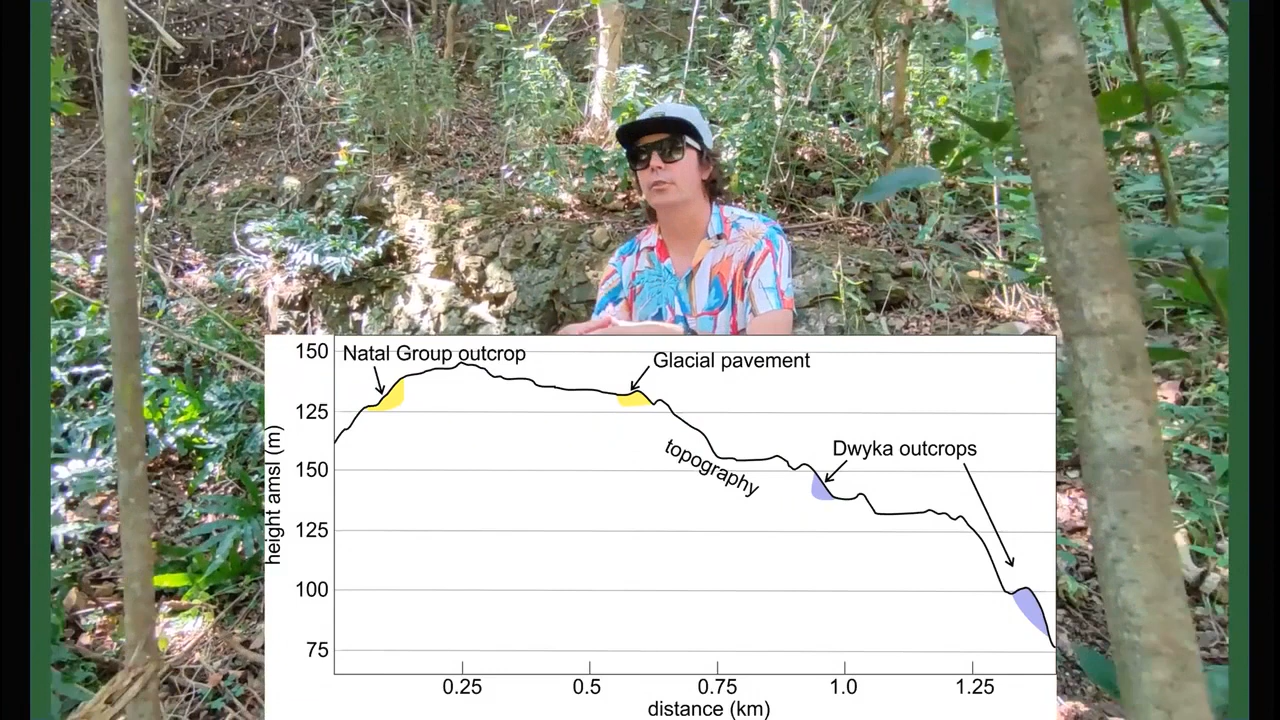 150
Natal Group outcrop
Glacial pavement
125
topography
Dwyka outcrops
150
125
100
75
height amsl (m)
0.25
0.5
0.75
1.0
1.25
distance (km)